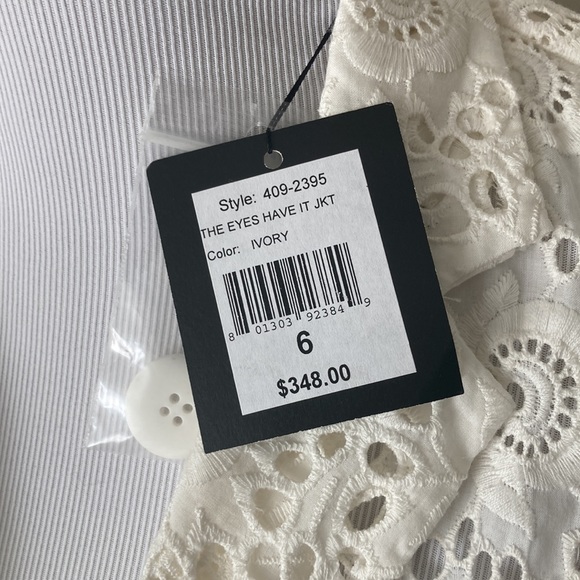 Style: 409-2395
THE EYES HAVE IT JKT
Color: IVORY
8 01303 92384 9
6
$348.00